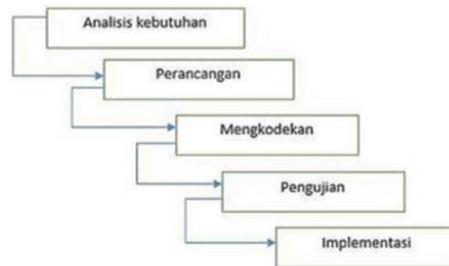 Analisis kebutuhan
Perancangan
Mengkodekan
Pengujian
Implementasi